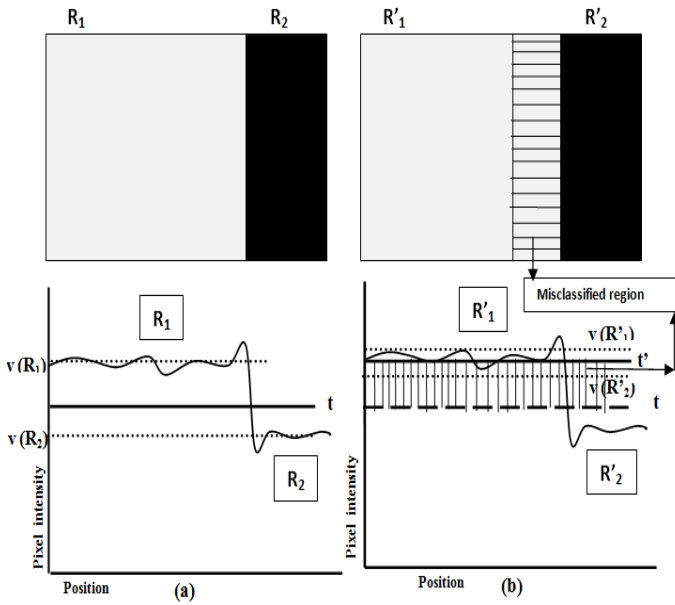 R1
R2
R'1
R'2
Misclassified region
R1
v (R1)
t
v (R2)
R2
Pixel intensity
Position
(a)
R'1
v (R'1)
t'
v (R'2)
t
R'2
Pixel intensity
Position
(b)